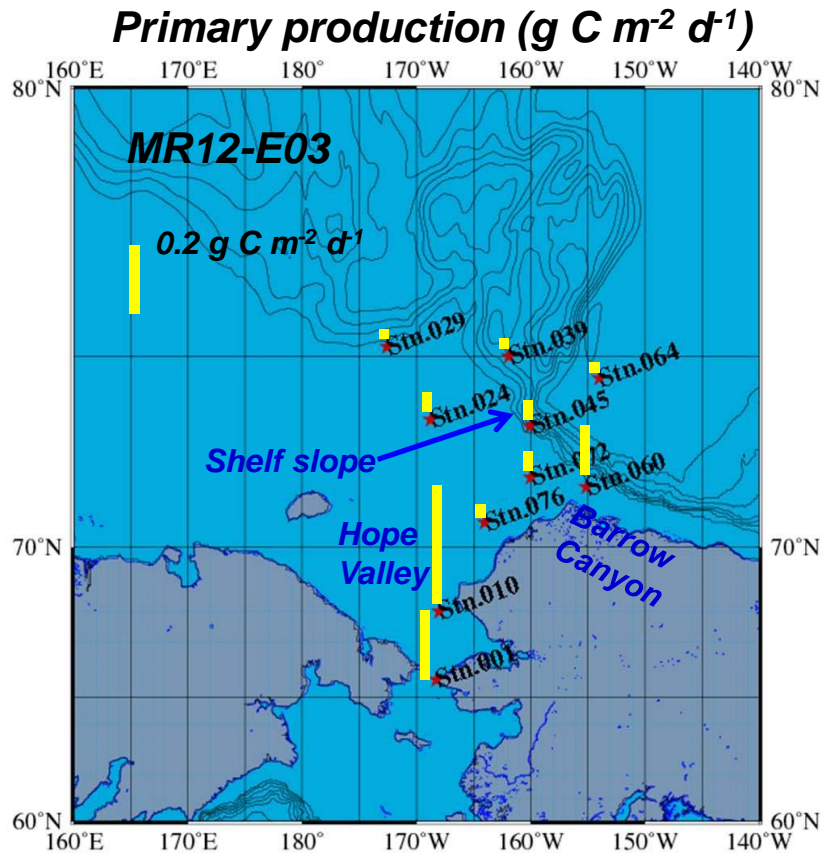 Primary production (g C m⁻² d⁻¹)
160°E 170°E 180 170°W 160°W 150°W 140°W
80°N 80°N
MR12-E03
0.2 g C m⁻² d⁻¹
Stn.029
Stn.039
Stn.064
Stn.024
Stn.045
Shelf slope
Stn.060
Stn.076
Hope
Valley
Barrow
Canyon
70°N 70°N
Stn.010
Stn.001
60°N 60°N
160°E 170°E 180 170°W 160°W 150°W 140°W